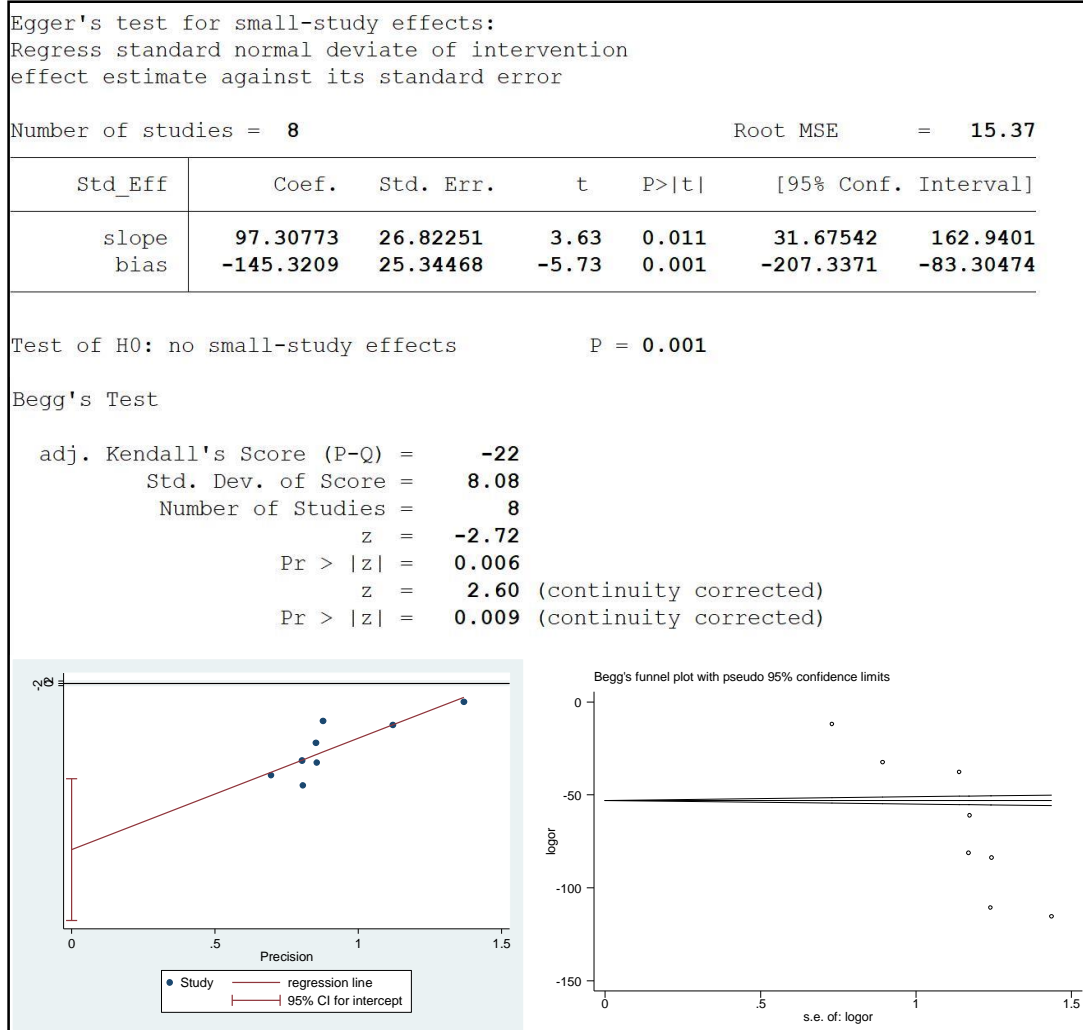 Egger's test for small-study effects:
Regress standard normal deviate of intervention
effect estimate against its standard error
Number of studies = 8 Root MSE = 15.37
Std_Eff Coef. Std. Err. t P>|t| [95% Conf. Interval]
slope 97.30773 26.82251 3.63 0.011 31.67542 162.9401
bias -145.3209 25.34468 -5.73 0.001 -207.3371 -83.30474
Test of H0: no small-study effects P = 0.001
Begg's Test
adj. Kendall's Score (P-Q) = -22
Std. Dev. of Score = 8.08
Number of Studies = 8
z = -2.72
Pr > |z| = 0.006
z = 2.60 (continuity corrected)
Pr > |z| = 0.009 (continuity corrected)
0 .5 1 1.5
Precision
Study regression line
95% CI for intercept
Begg's funnel plot with pseudo 95% confidence limits
logor
0
-50
-100
-150
0 .5 1 1.5
s.e. of: logor